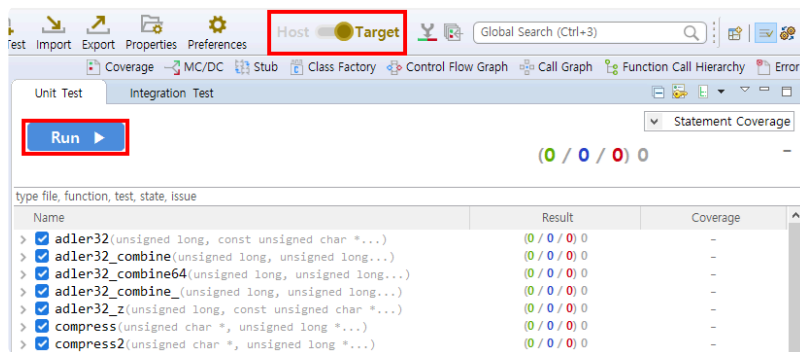 Host Target
Test Import Export Properties Preferences Global Search (Ctrl+3)
Coverage MC/DC Stub Class Factory Control Flow Graph Call Graph Function Call Hierarchy Error
Unit Test Integration Test
Statement Coverage
Run
(0 / 0 / 0) 0 –
type file, function, test, state, issue
Name Result Coverage
adler32(unsigned long, const unsigned char *...) (0 / 0 / 0) 0 –
adler32_combine(unsigned long, unsigned long...) (0 / 0 / 0) 0 –
adler32_combine64(unsigned long, unsigned long...) (0 / 0 / 0) 0 –
adler32_combine_(unsigned long, unsigned long...) (0 / 0 / 0) 0 –
adler32_z(unsigned long, const unsigned char *...) (0 / 0 / 0) 0 –
compress(unsigned char *, unsigned long *...) (0 / 0 / 0) 0 –
compress2(unsigned char *, unsigned long *...) (0 / 0 / 0) 0 –